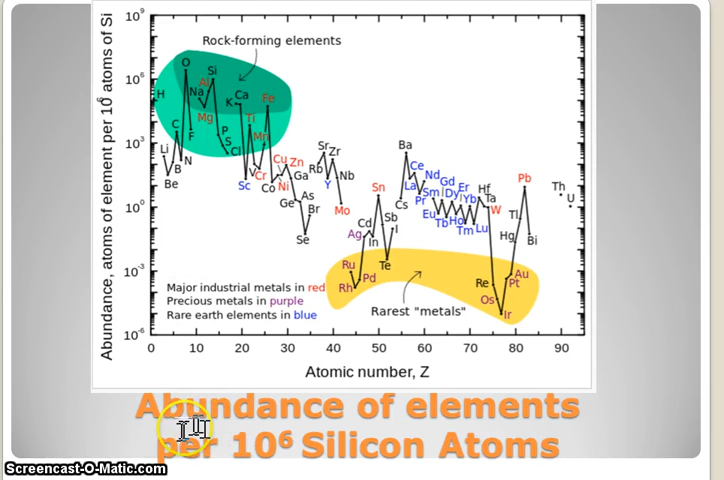 Abundance, atoms of element per 10⁶ atoms of Si
10⁹
10⁶
10³
10⁰
10⁻³
10⁻⁶
Rock-forming elements
H
Li
Be
B
C
N
O
F
Na
Mg
Al
Si
P
S
Cl
K
Ca
Sc
Ti
V
Cr
Mn
Fe
Co
Ni
Cu
Zn
Ga
Ge
As
Se
Br
Rb
Sr
Y
Zr
Nb
Mo
Ru
Rh
Pd
Ag
Cd
In
Sn
Sb
Te
I
Cs
Ba
La
Ce
Pr
Nd
Sm
Eu
Gd
Tb
Dy
Ho
Er
Tm
Yb
Lu
Hf
Ta
W
Re
Os
Ir
Pt
Au
Hg
Tl
Pb
Bi
Th
U
Major industrial metals in red
Precious metals in purple
Rare earth elements in blue
Rarest "metals"
0 10 20 30 40 50 60 70 80 90
Atomic number, Z
Abundance of elements
per 10⁶ Silicon Atoms
Screencast-O-Matic.com